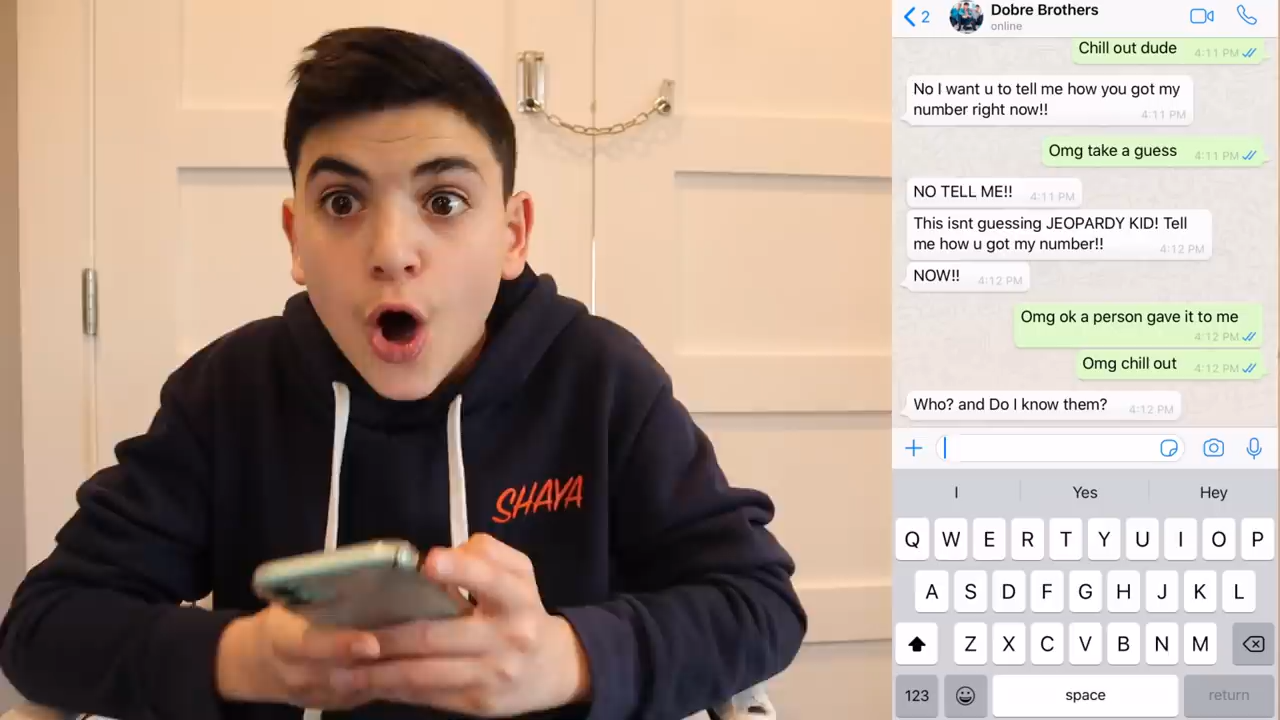 SHAYA
2
Dobre Brothers
online
Chill out dude
4:11 PM
No I want u to tell me how you got my
number right now!!
4:11 PM
Omg take a guess
4:11 PM
NO TELL ME!!
4:11 PM
This isnt guessing JEOPARDY KID! Tell
me how u got my number!!
4:12 PM
NOW!!
4:12 PM
Omg ok a person gave it to me
4:12 PM
Omg chill out
4:12 PM
Who? and Do I know them?
4:12 PM
I Yes Hey
Q W E R T Y U I O P
A S D F G H J K L
Z X C V B N M
123 space return